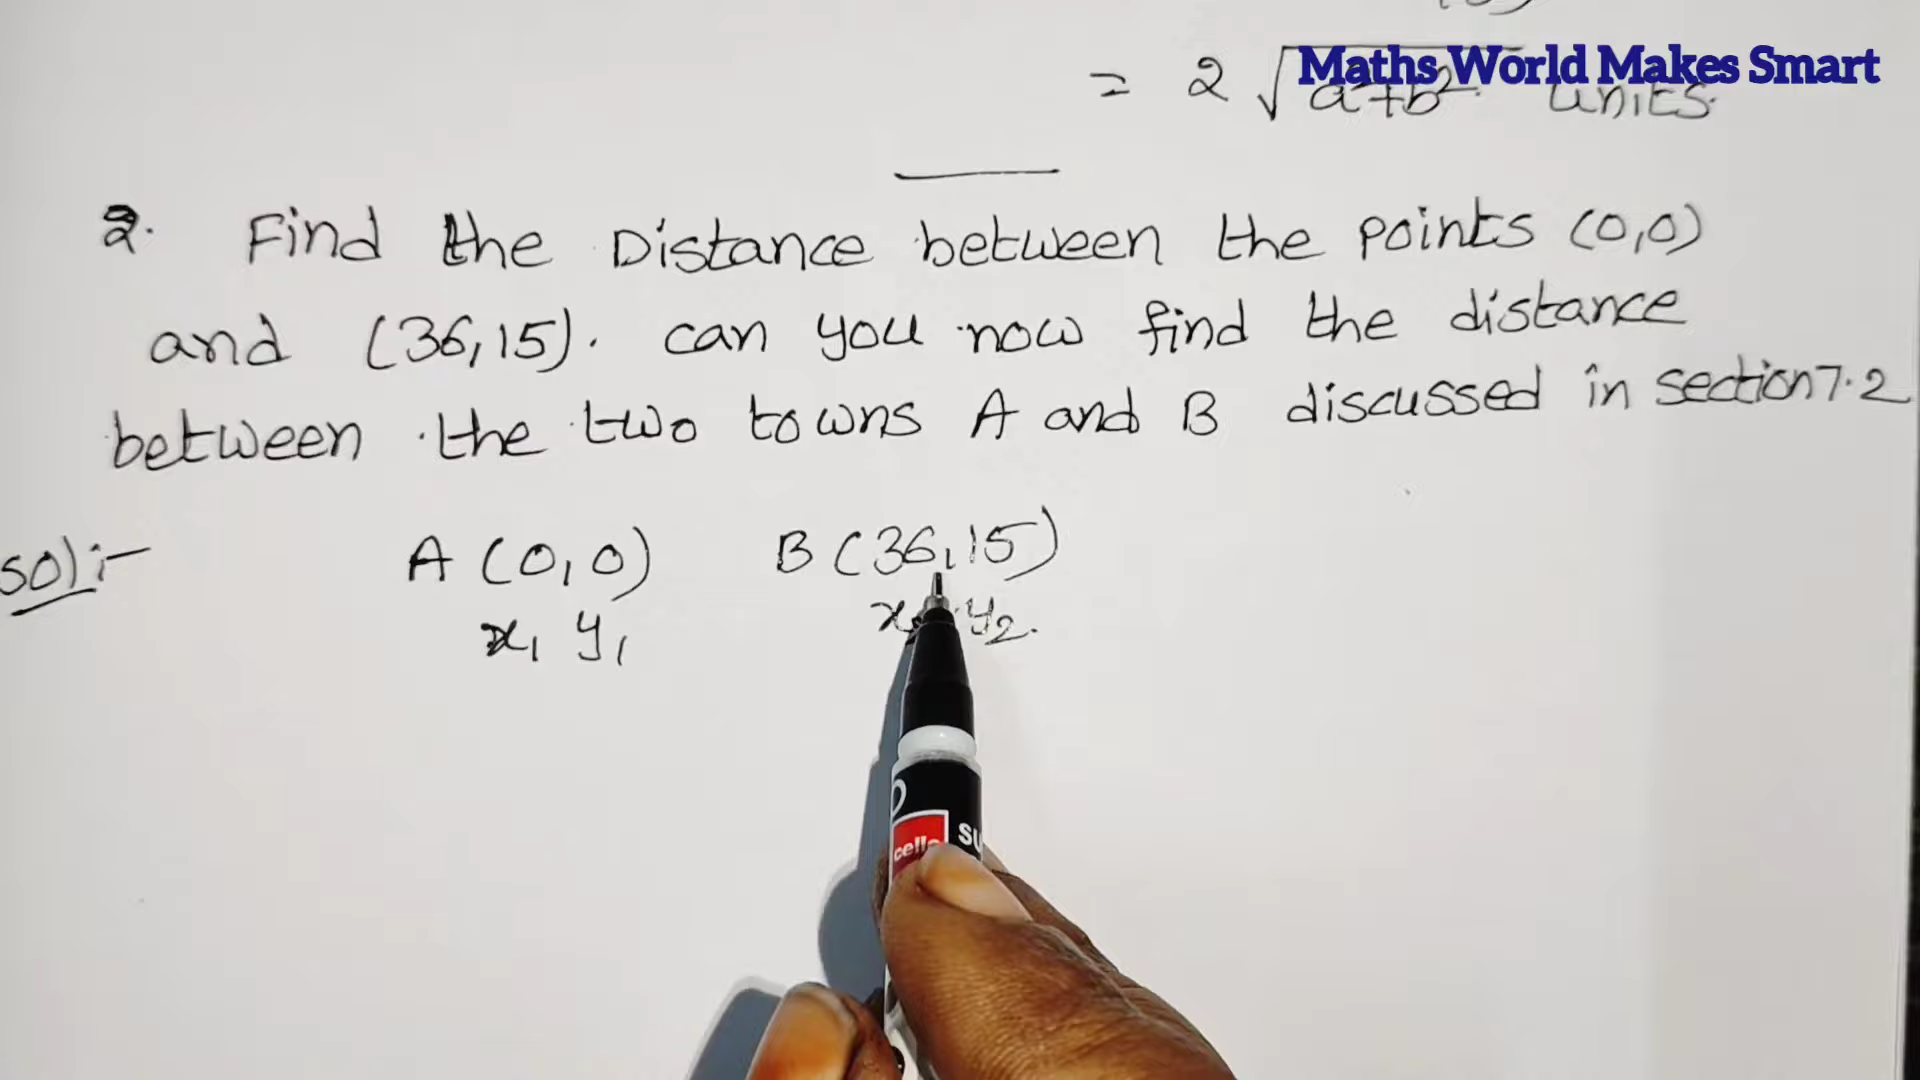 Maths World Makes Smart
= 2 √a²+b² units.
2. Find the Distance between the points (0,0)
and (36,15). can you now find the distance
between the two towns A and B discussed in section 7.2
Sol:- A (0,0) B (36,15)
x₁ y₁ y₂.
cello SU